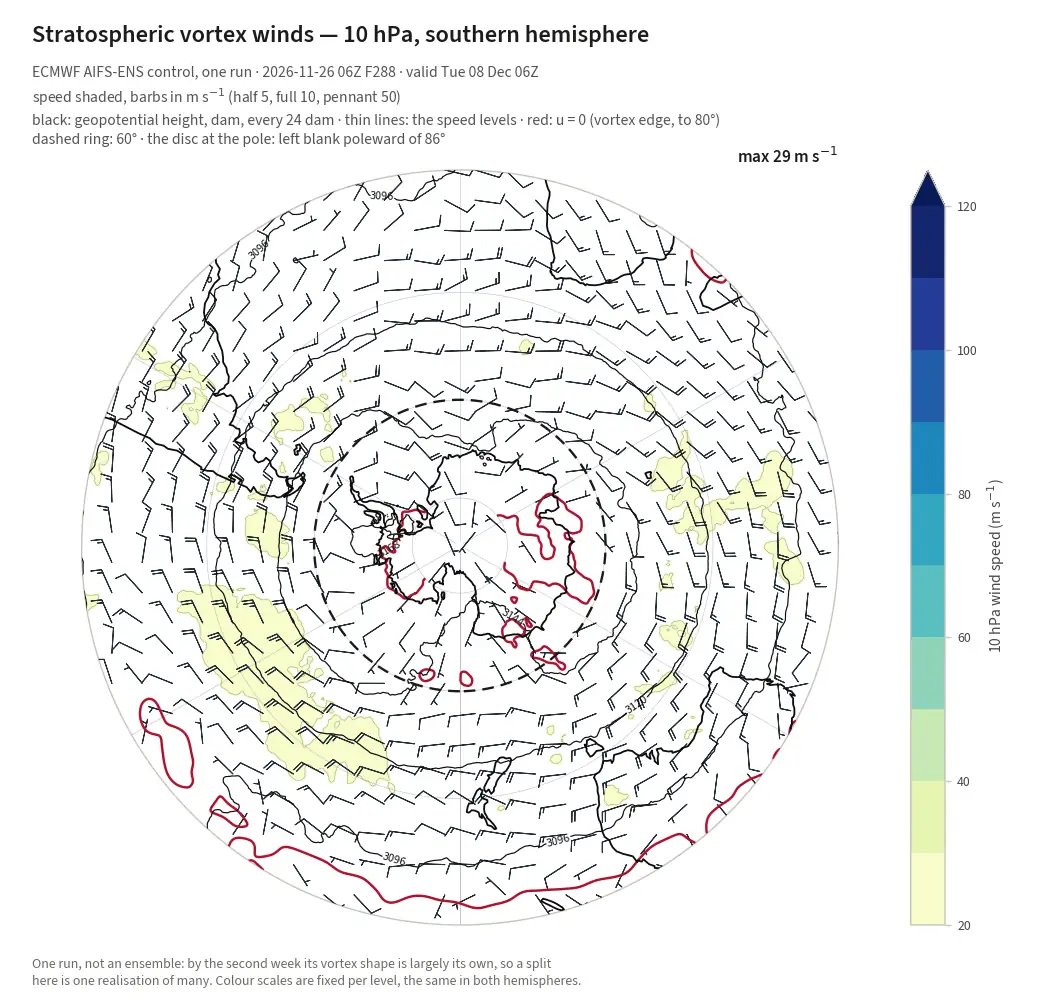 Stratospheric vortex winds — 10 hPa, southern hemisphere
ECMWF AIFS-ENS control, one run · 2026-11-26 06Z F288 · valid Tue 08 Dec 06Z
speed shaded, barbs in m s⁻¹ (half 5, full 10, pennant 50)
black: geopotential height, dam, every 24 dam · thin lines: the speed levels · red: u = 0 (vortex edge, to 80°)
dashed ring: 60° · the disc at the pole: left blank poleward of 86°
max 29 m s⁻¹
3096
3096
120
100
80
60
40
20
10 hPa wind speed (m s⁻¹)
3120
3096
3096
One run, not an ensemble: by the second week its vortex shape is largely its own, so a split
here is one realisation of many. Colour scales are fixed per level, the same in both hemispheres.